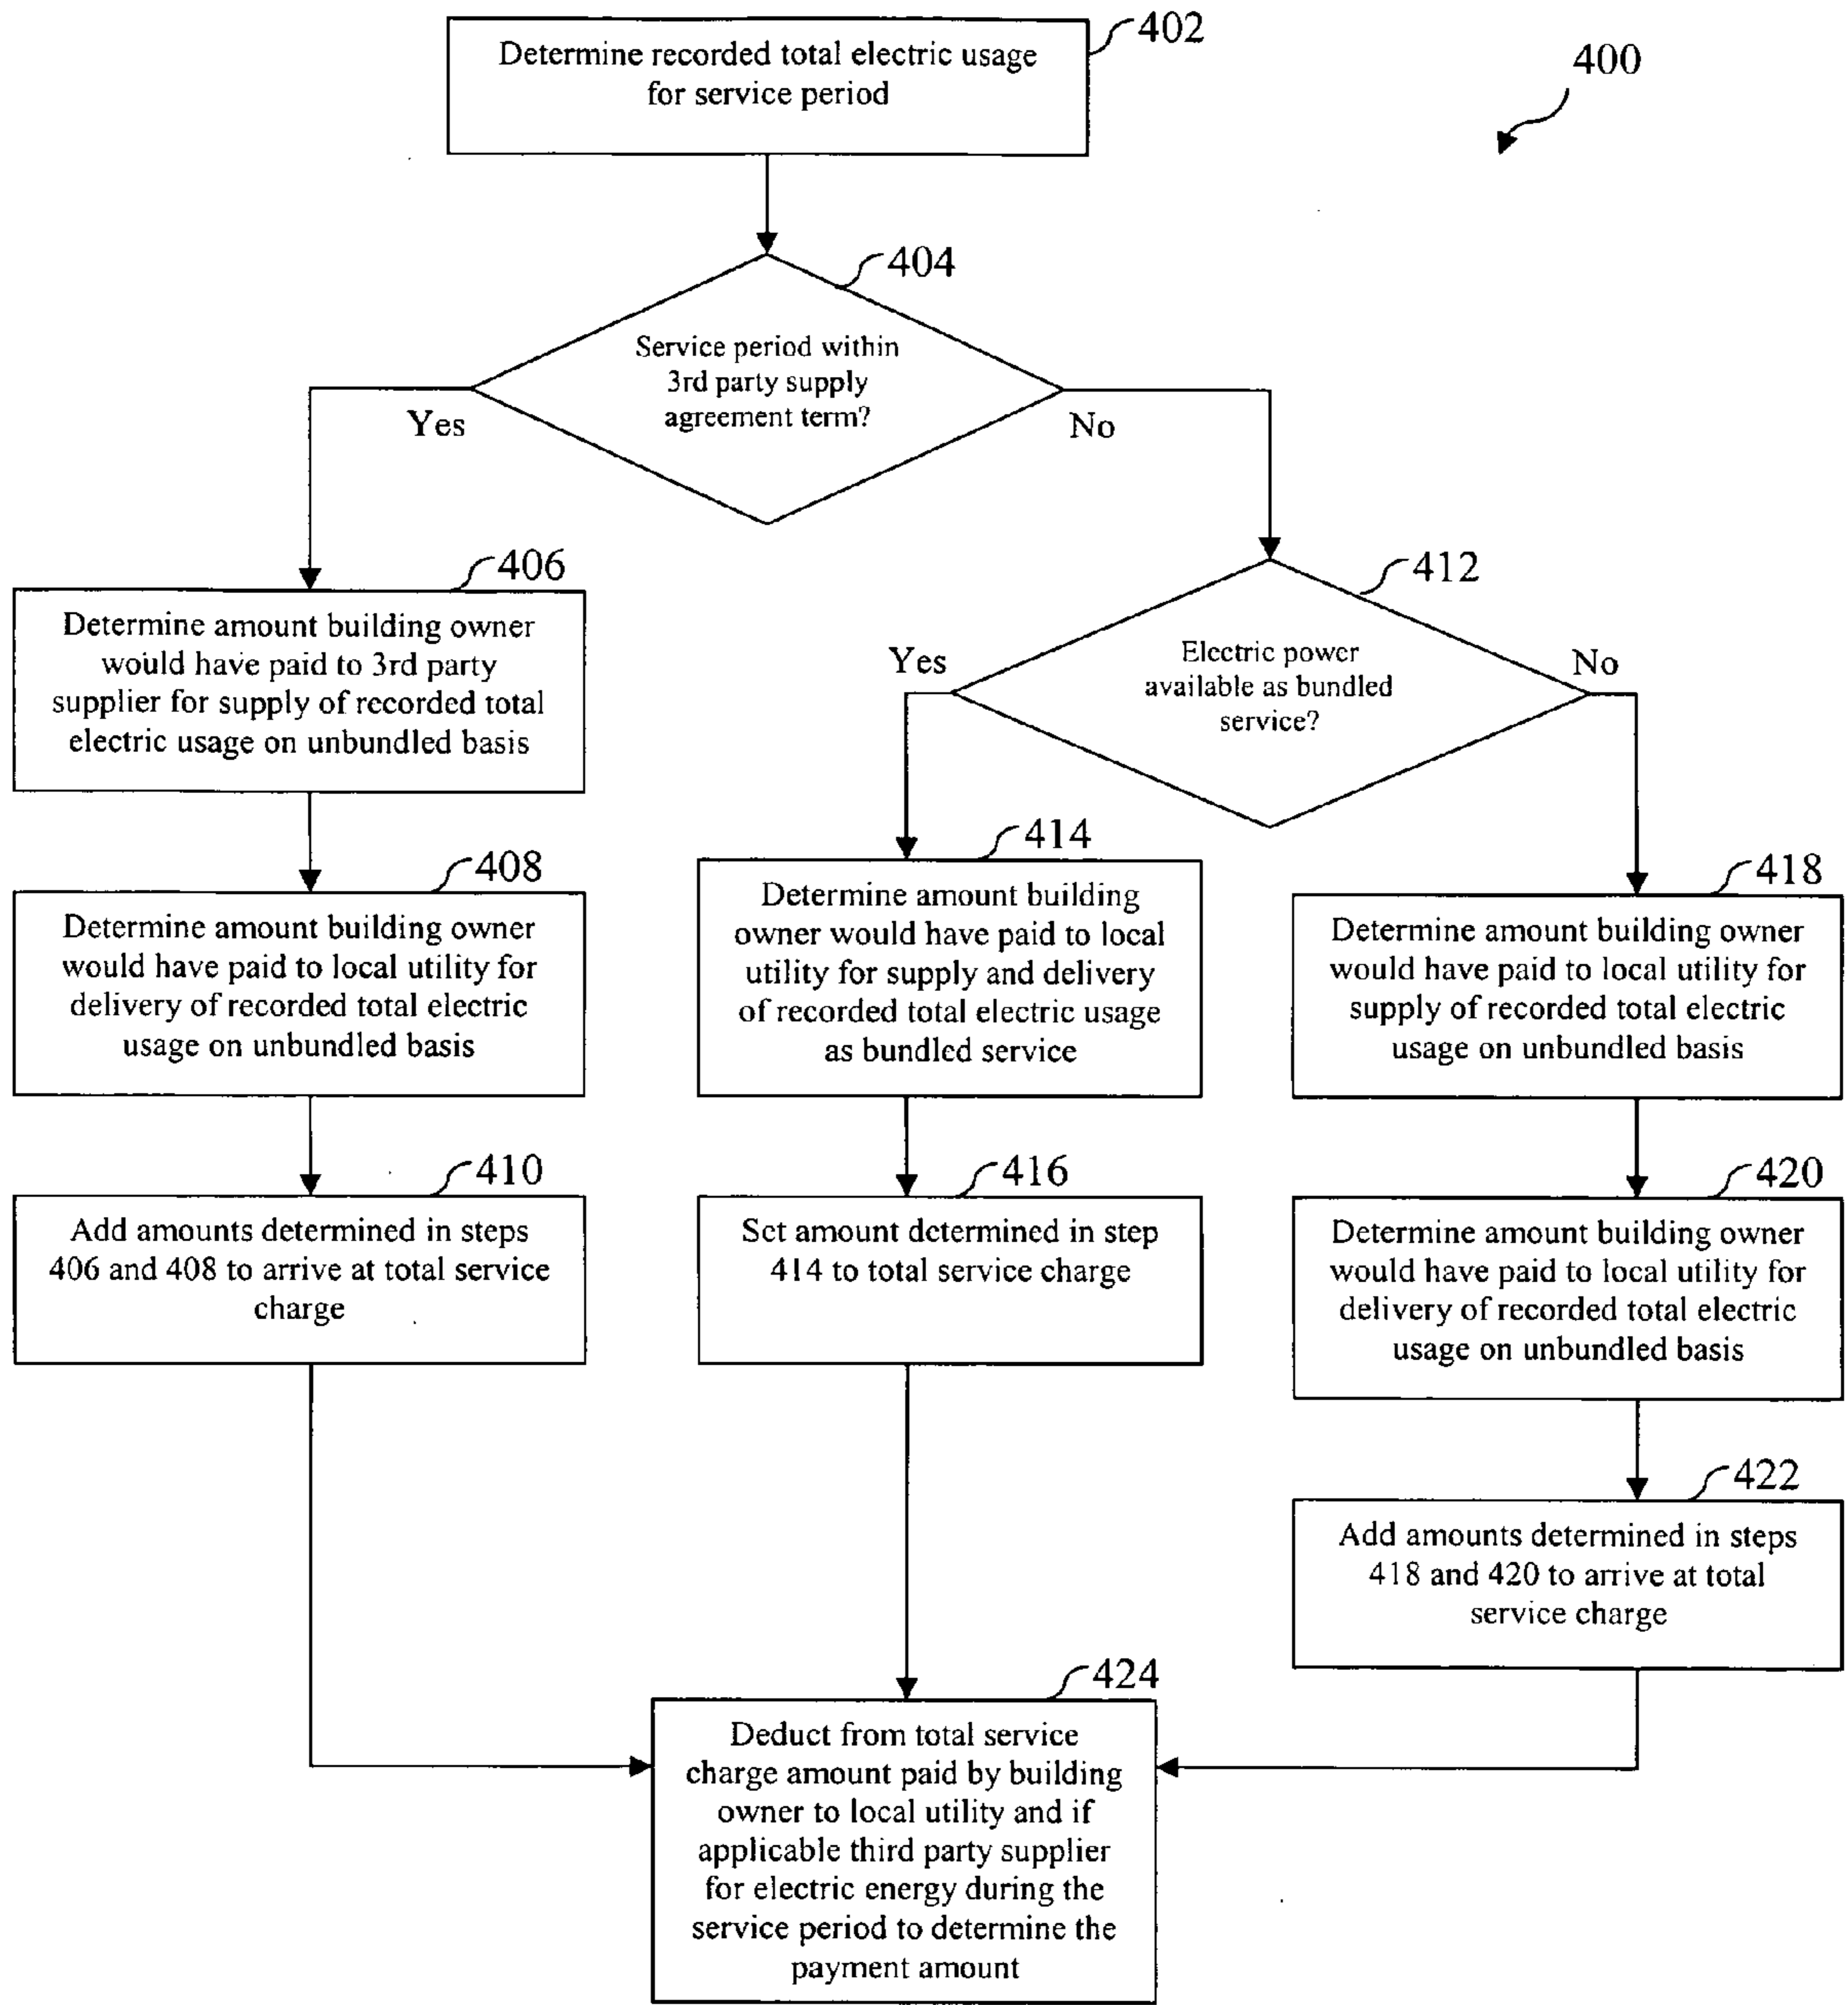 402
Determine recorded total electric usage
for service period
400
404
Service period within
3rd party supply
agreement term?
Yes
No
406
Determine amount building owner
would have paid to 3rd party
supplier for supply of recorded total
electric usage on unbundled basis
412
Electric power
available as bundled
service?
Yes
No
408
Determine amount building owner
would have paid to local utility for
delivery of recorded total electric
usage on unbundled basis
414
Determine amount building
owner would have paid to local
utility for supply and delivery
of recorded total electric usage
as bundled service
418
Determine amount building owner
would have paid to local utility for
supply of recorded total electric
usage on unbundled basis
410
Add amounts determined in steps
406 and 408 to arrive at total service
charge
416
Set amount determined in step
414 to total service charge
420
Determine amount building owner
would have paid to local utility for
delivery of recorded total electric
usage on unbundled basis
422
Add amounts determined in steps
418 and 420 to arrive at total
service charge
424
Deduct from total service
charge amount paid by building
owner to local utility and if
applicable third party supplier
for electric energy during the
service period to determine the
payment amount